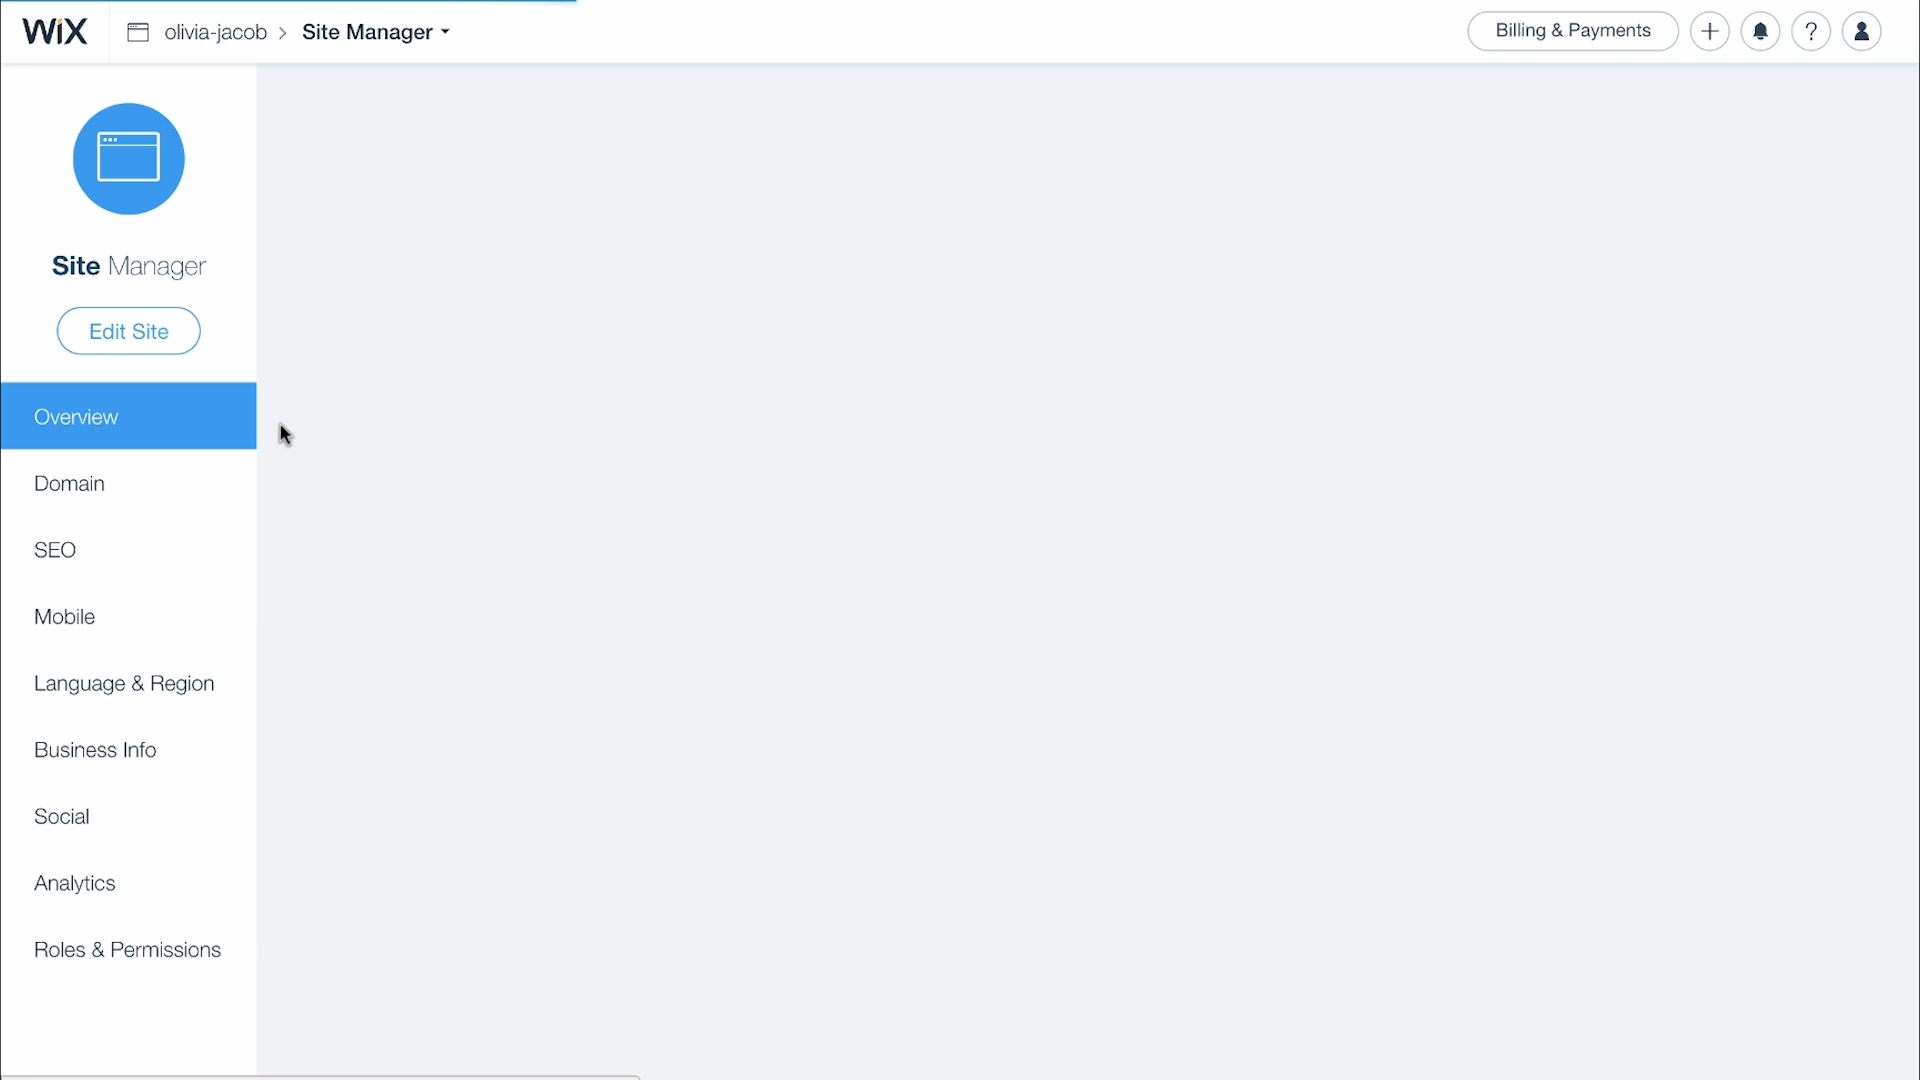 WiX
olivia-jacob > Site Manager
Billing & Payments
?
Site Manager
Edit Site
Overview
Domain
SEO
Mobile
Language & Region
Business Info
Social
Analytics
Roles & Permissions